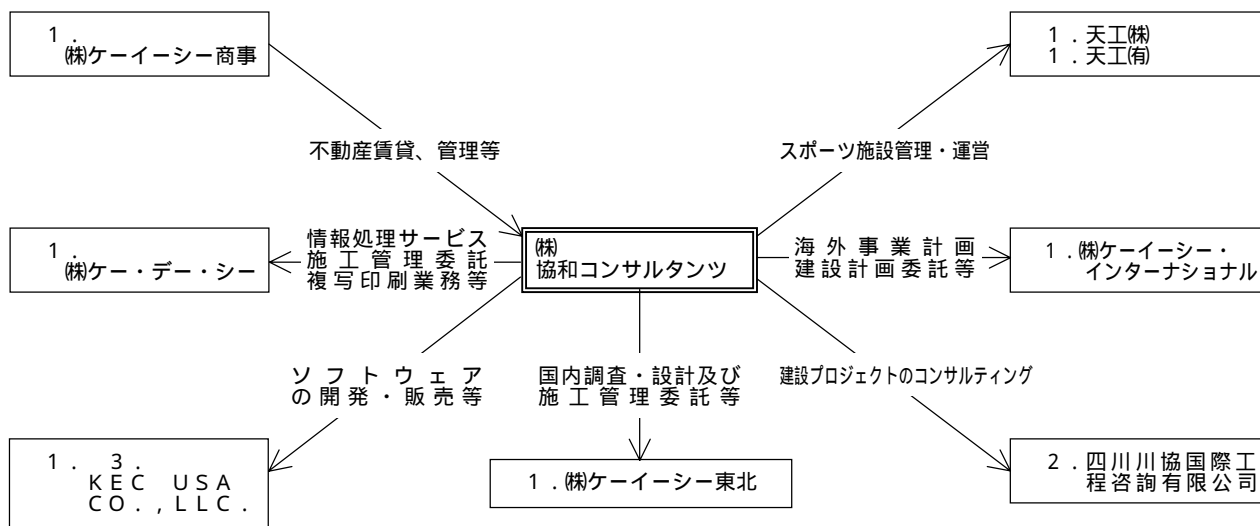 1．
㈱ケーイーシー商事
1．天工㈱
1．天工㈲
不動産賃貸、管理等
スポーツ施設管理・運営
1．
㈱ケー・デー・シー
情報処理サービス
施工管理委託
複写印刷業務等
㈱
協和コンサルタンツ
海外事業計画
建設計画委託等
1．㈱ケーイーシー・
インターナショナル
ソフトウェア
の開発・販売等
国内調査・設計及び
施工管理委託等
建設プロジェクトのコンサルティング
1．3．
KEC USA
CO.,LLC.
1．㈱ケーイーシー東北
2．四川川協国際工
程咨詢有限公司